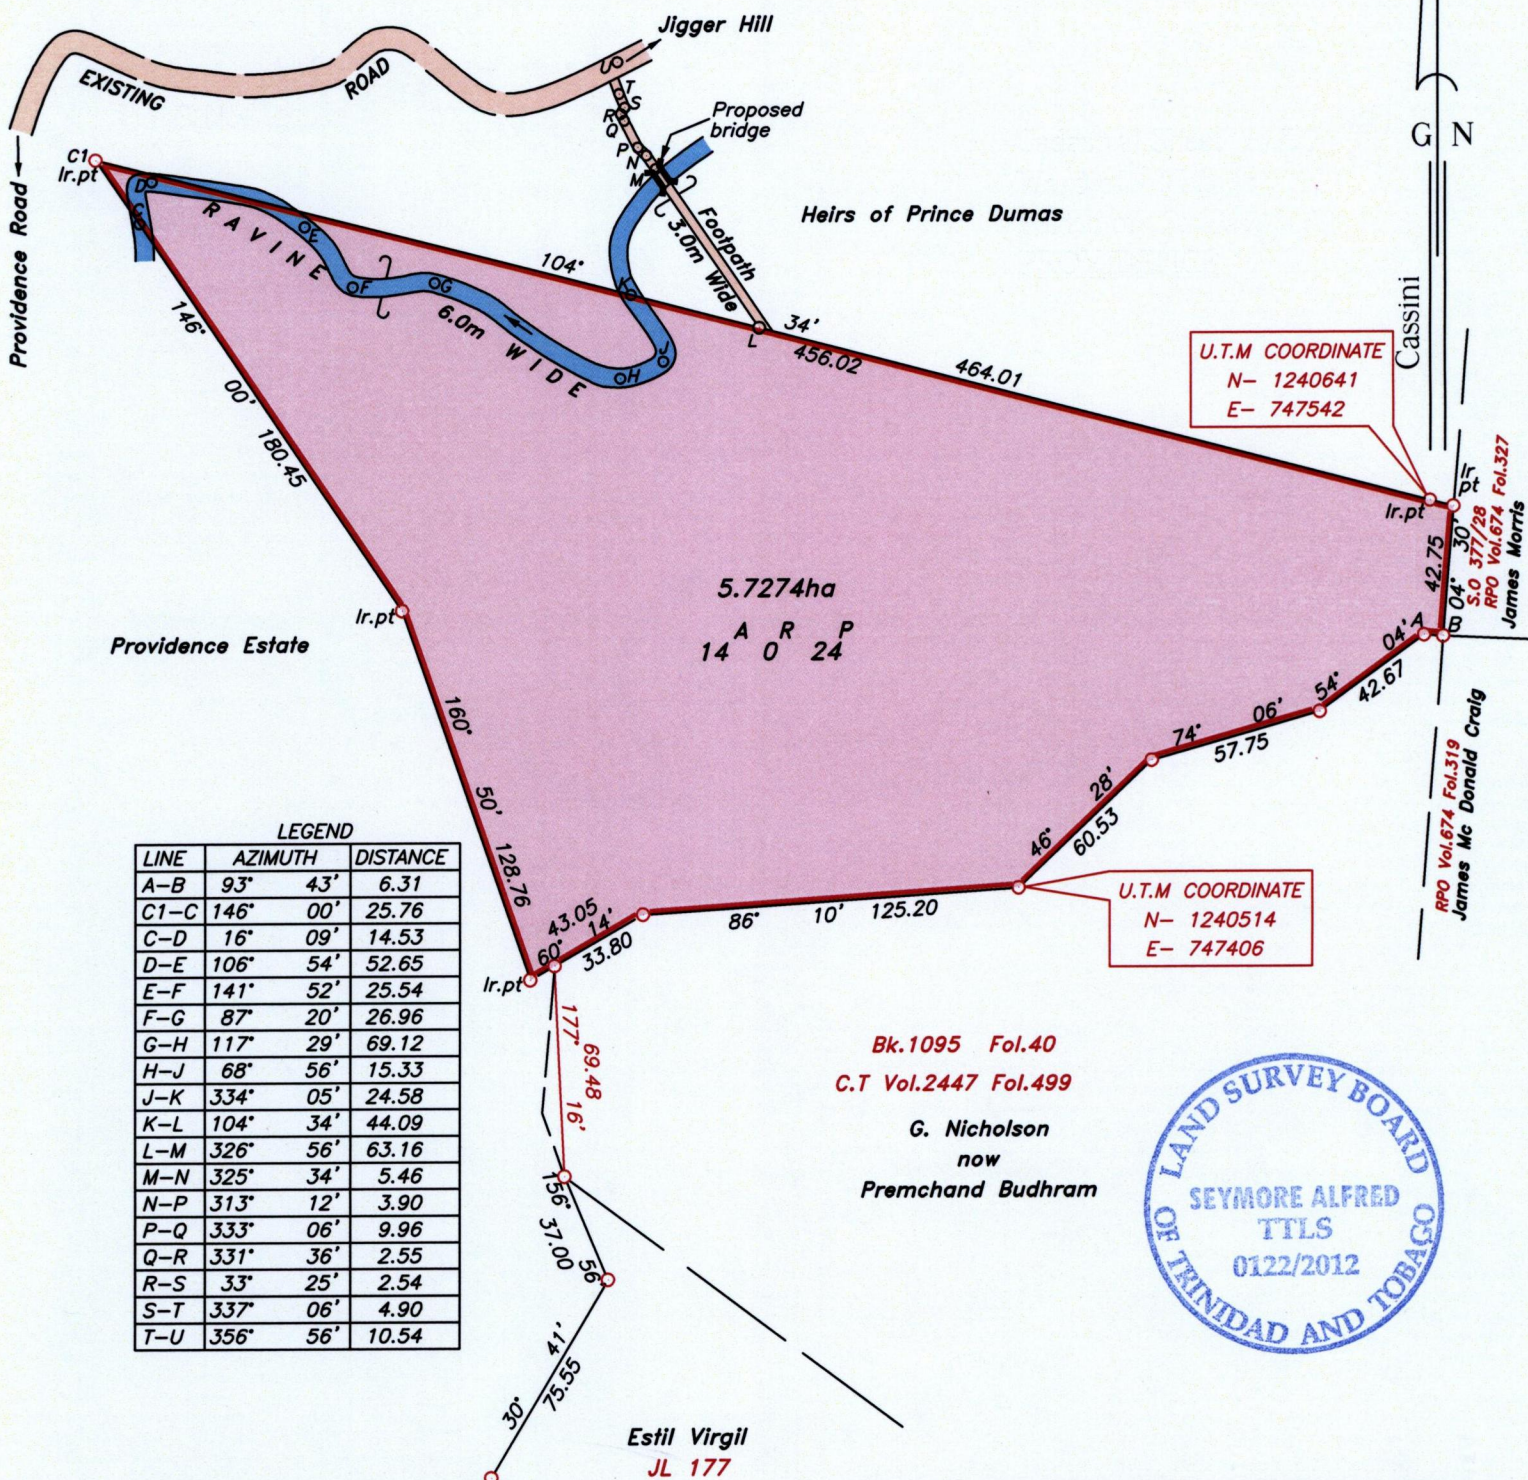 Jigger Hill
EXISTING ROAD
Providence Road
Proposed
bridge
U
T
S
R
Q
P
N
M
G N
Cassini
C1
Ir.pt
D
C
RAVINE
E
F
G
6.0m WIDE
H
J
K
L
Footpath
3.0m Wide
Heirs of Prince Dumas
104° 34'
456.02
464.01
U.T.M COORDINATE
N- 1240641
E- 747542
Ir.pt
Ir
pt
42.75
04° 30'
S.O 377/28
RPO Vol.674 Fol.327
James Morris
A
B
146° 00' 180.45
Ir.pt
5.7274ha
A R P
14 0 24
Providence Estate
04'
54°
42.67
06'
74°
57.75
28'
46°
60.53
160° 50' 128.76
43.05
60° 14'
33.80
Ir.pt
86° 10' 125.20
U.T.M COORDINATE
N- 1240514
E- 747406
RPO Vol.674 Fol.319
James Mc Donald Craig
LEGEND
LINE AZIMUTH DISTANCE
A-B 93° 43' 6.31
C1-C 146° 00' 25.76
C-D 16° 09' 14.53
D-E 106° 54' 52.65
E-F 141° 52' 25.54
F-G 87° 20' 26.96
G-H 117° 29' 69.12
H-J 68° 56' 15.33
J-K 334° 05' 24.58
K-L 104° 34' 44.09
L-M 326° 56' 63.16
M-N 325° 34' 5.46
N-P 313° 12' 3.90
P-Q 333° 06' 9.96
Q-R 331° 36' 2.55
R-S 33° 25' 2.54
S-T 337° 06' 4.90
T-U 356° 56' 10.54
177° 16'
69.48
156° 56'
37.00
30° 41'
75.55
Bk.1095 Fol.40
C.T Vol.2447 Fol.499
G. Nicholson
now
Premchand Budhram
LAND SURVEY BOARD
OF TRINIDAD AND TOBAGO
SEYMORE ALFRED
TTLS
0122/2012
Estil Virgil
JL 177